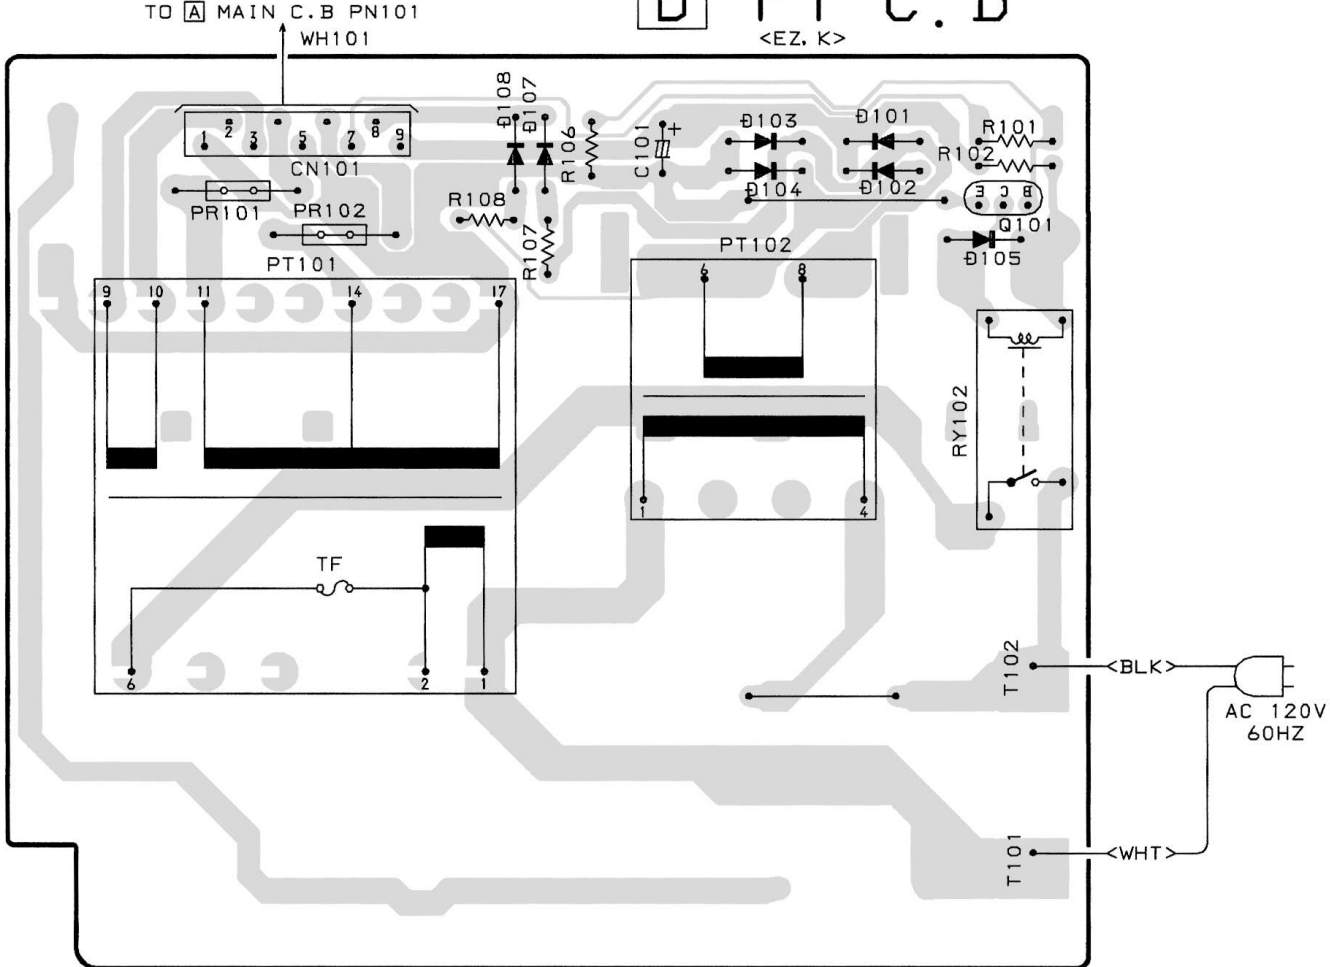 TO A MAIN C.B PN101
D PT C.B
WH101
<EZ, K>
D108
D107
R106
C101
+
D103
D101
R101
R102
1 2 3 5 7 8 9
CN101
D104
D102
E C B
Q101
D105
PR101
PR102
R108
R107
PT101
PT102
9 10 11 14 17
6 8
RY102
1 4
TF
6 2 1
T102
<BLK>
AC 120V
60HZ
T101
<WHT>